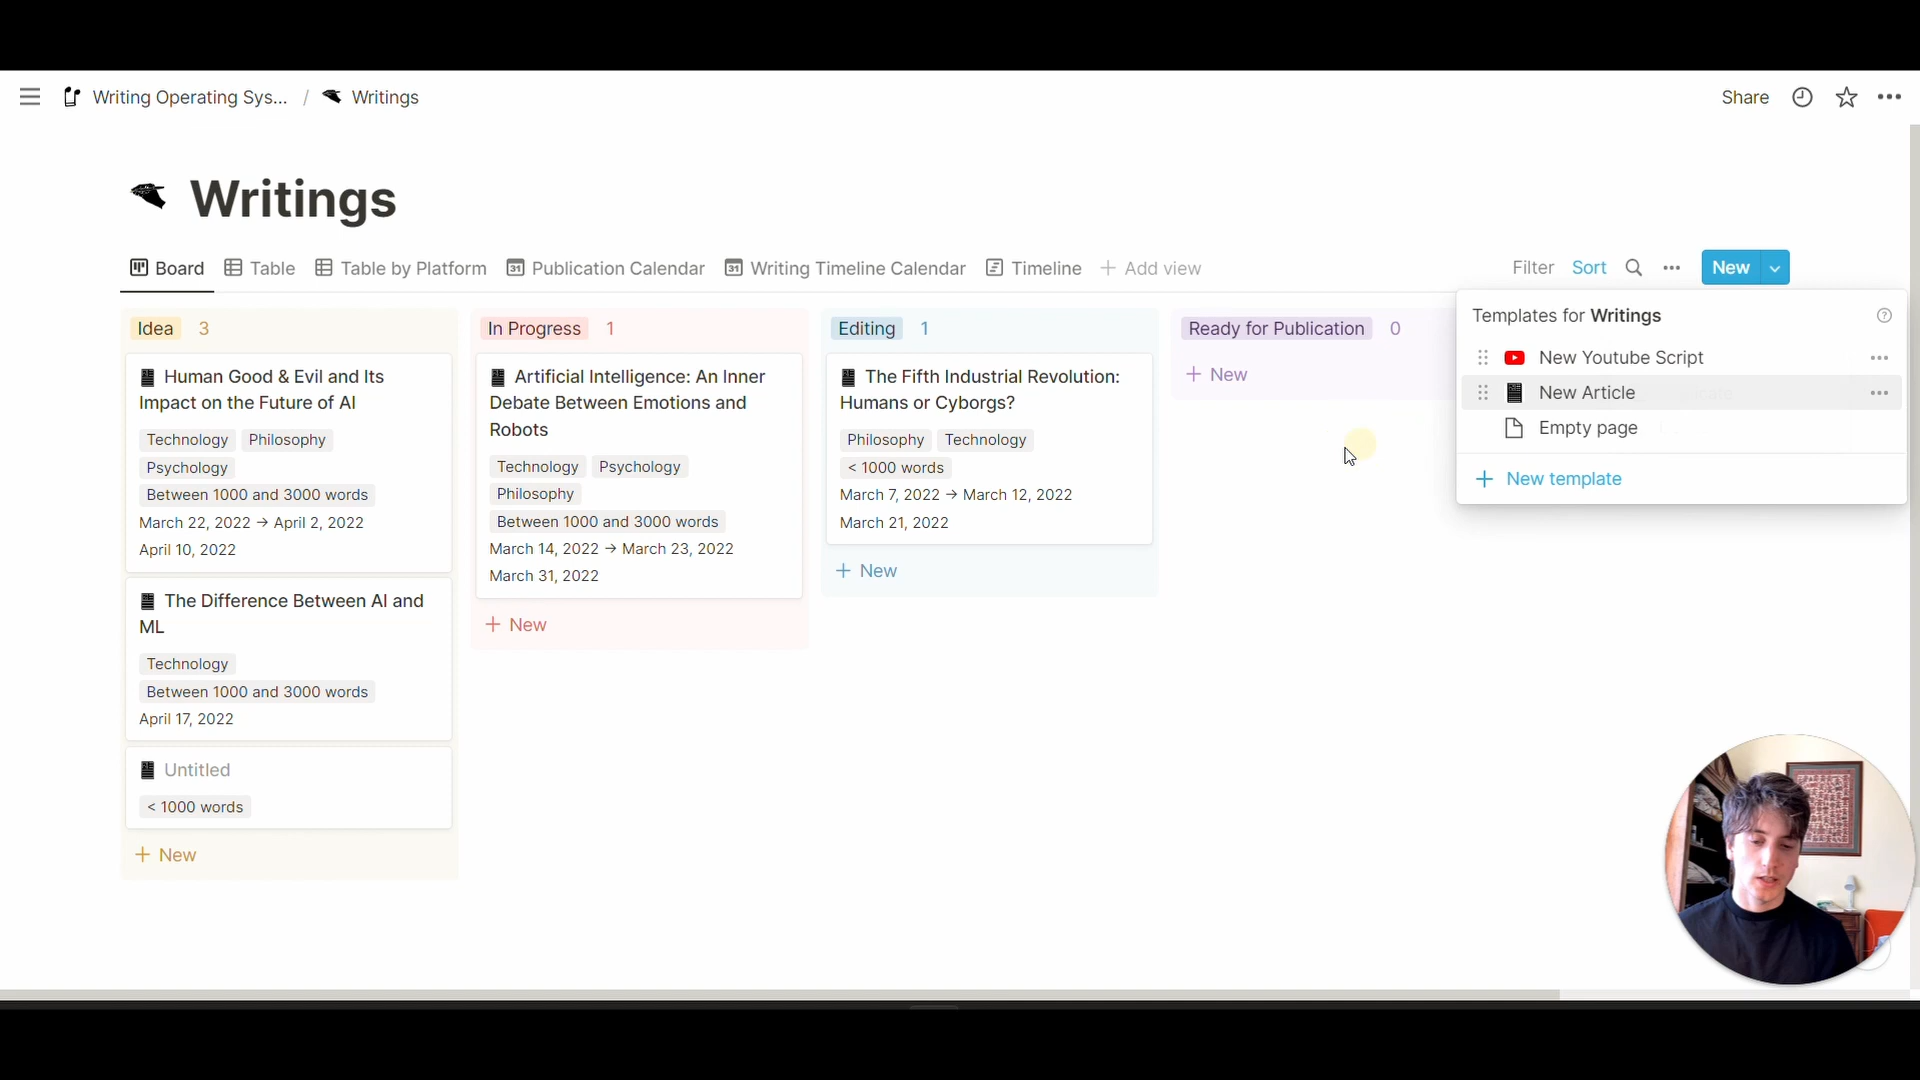 Writing Operating Sys... / Writings
Share
Writings
Board
Table
Table by Platform
Publication Calendar
Writing Timeline Calendar
Timeline
+ Add view
Filter
Sort
New
Idea 3
Human Good & Evil and Its
Impact on the Future of AI
Technology Philosophy
Psychology
Between 1000 and 3000 words
March 22, 2022 → April 2, 2022
April 10, 2022
The Difference Between AI and
ML
Technology
Between 1000 and 3000 words
April 17, 2022
Untitled
< 1000 words
+ New
In Progress 1
Artificial Intelligence: An Inner
Debate Between Emotions and
Robots
Technology Psychology
Philosophy
Between 1000 and 3000 words
March 14, 2022 → March 23, 2022
March 31, 2022
+ New
Editing 1
The Fifth Industrial Revolution:
Humans or Cyborgs?
Philosophy Technology
< 1000 words
March 7, 2022 → March 12, 2022
March 21, 2022
+ New
Ready for Publication 0
+ New
Templates for Writings
New Youtube Script
New Article
Empty page
+ New template